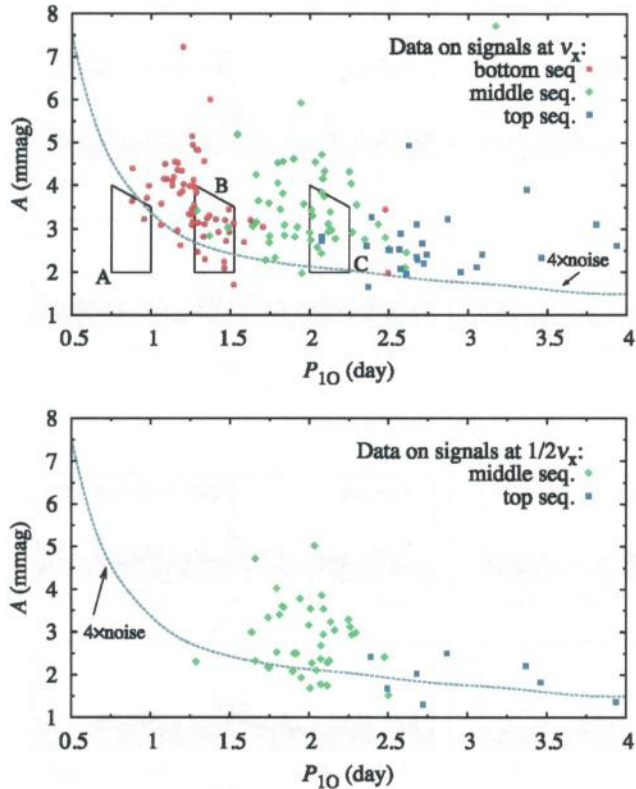 8
7
6
5
4
3
2
1
A (mmag)
Data on signals at νₓ:
bottom seq
middle seq.
top seq.
A
B
C
4×noise
0.5 1 1.5 2 2.5 3 3.5 4
P₁O (day)
8
7
6
5
4
3
2
1
A (mmag)
Data on signals at 1/2νₓ:
middle seq.
top seq.
4×noise
0.5 1 1.5 2 2.5 3 3.5 4
P₁O (day)